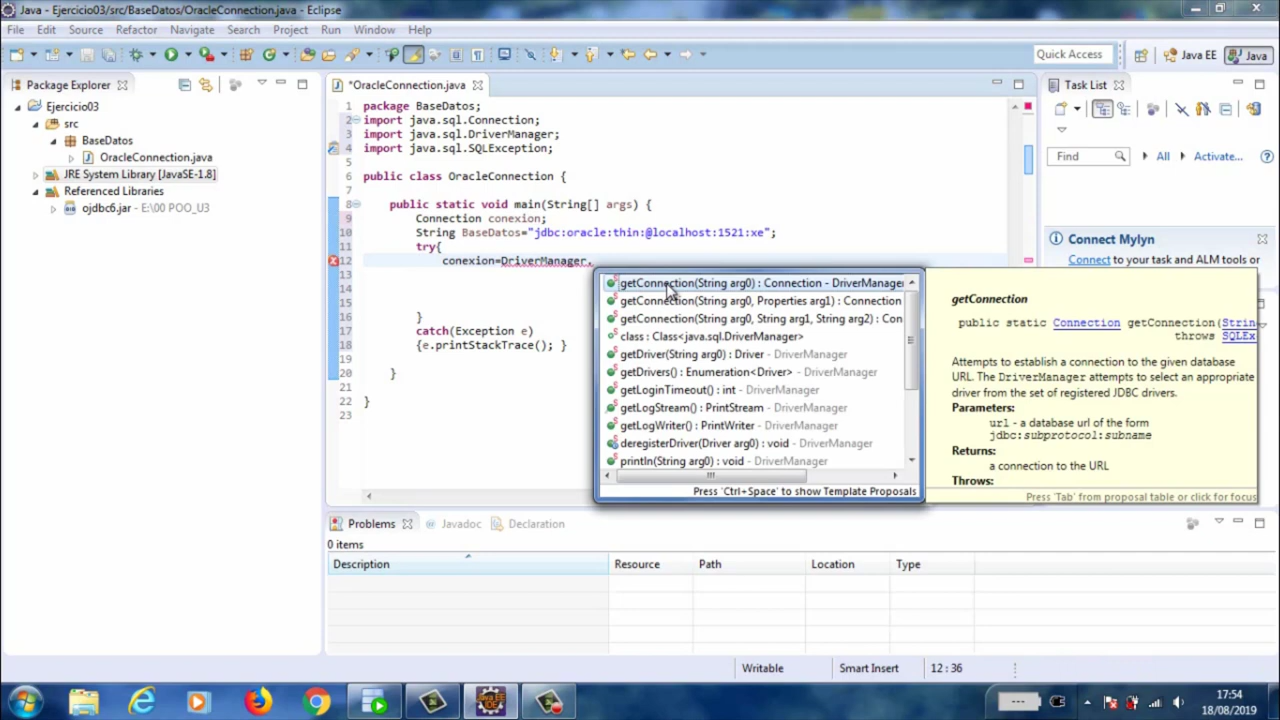 Java - Ejercicio03/src/BaseDatos/OracleConnection.java - Eclipse
File Edit Source Refactor Navigate Search Project Run Window Help
Quick Access
Java EE
Java
Package Explorer
Ejercicio03
src
BaseDatos
OracleConnection.java
JRE System Library [JavaSE-1.8]
Referenced Libraries
ojdbc6.jar - E:\00 POO_U3
*OracleConnection.java
1 package BaseDatos;
2 import java.sql.Connection;
3 import java.sql.DriverManager;
4 import java.sql.SQLException;
5
6 public class OracleConnection {
7
8 public static void main(String[] args) {
9 Connection conexion;
10 String BaseDatos="jdbc:oracle:thin:@localhost:1521:xe";
11 try{
12 conexion=DriverManager.
13
16 }
17 catch(Exception e)
18 {e.printStackTrace(); }
19
20 }
21
22 }
23
getConnection(String arg0) : Connection - DriverManager
getConnection(String arg0, Properties arg1) : Connection
getConnection(String arg0, String arg1, String arg2) : Con
class : Class<java.sql.DriverManager>
getDriver(String arg0) : Driver - DriverManager
getDrivers() : Enumeration<Driver> - DriverManager
getLoginTimeout() : int - DriverManager
getLogStream() : PrintStream - DriverManager
getLogWriter() : PrintWriter - DriverManager
deregisterDriver(Driver arg0) : void - DriverManager
println(String arg0) : void - DriverManager
Press 'Ctrl+Space' to show Template Proposals
getConnection
public static Connection getConnection(Strin
throws SQLEx
Attempts to establish a connection to the given database
URL. The DriverManager attempts to select an appropriate
driver from the set of registered JDBC drivers.
Parameters:
url - a database url of the form
jdbc:subprotocol:subname
Returns:
a connection to the URL
Throws:
Press 'Tab' from proposal table or click for focus
Task List
Find
All
Activate...
Connect Mylyn
Connect to your task and ALM tools or
Problems Javadoc Declaration
0 items
Description Resource Path Location Type
Writable Smart Insert 12 : 36
17:54
18/08/2019